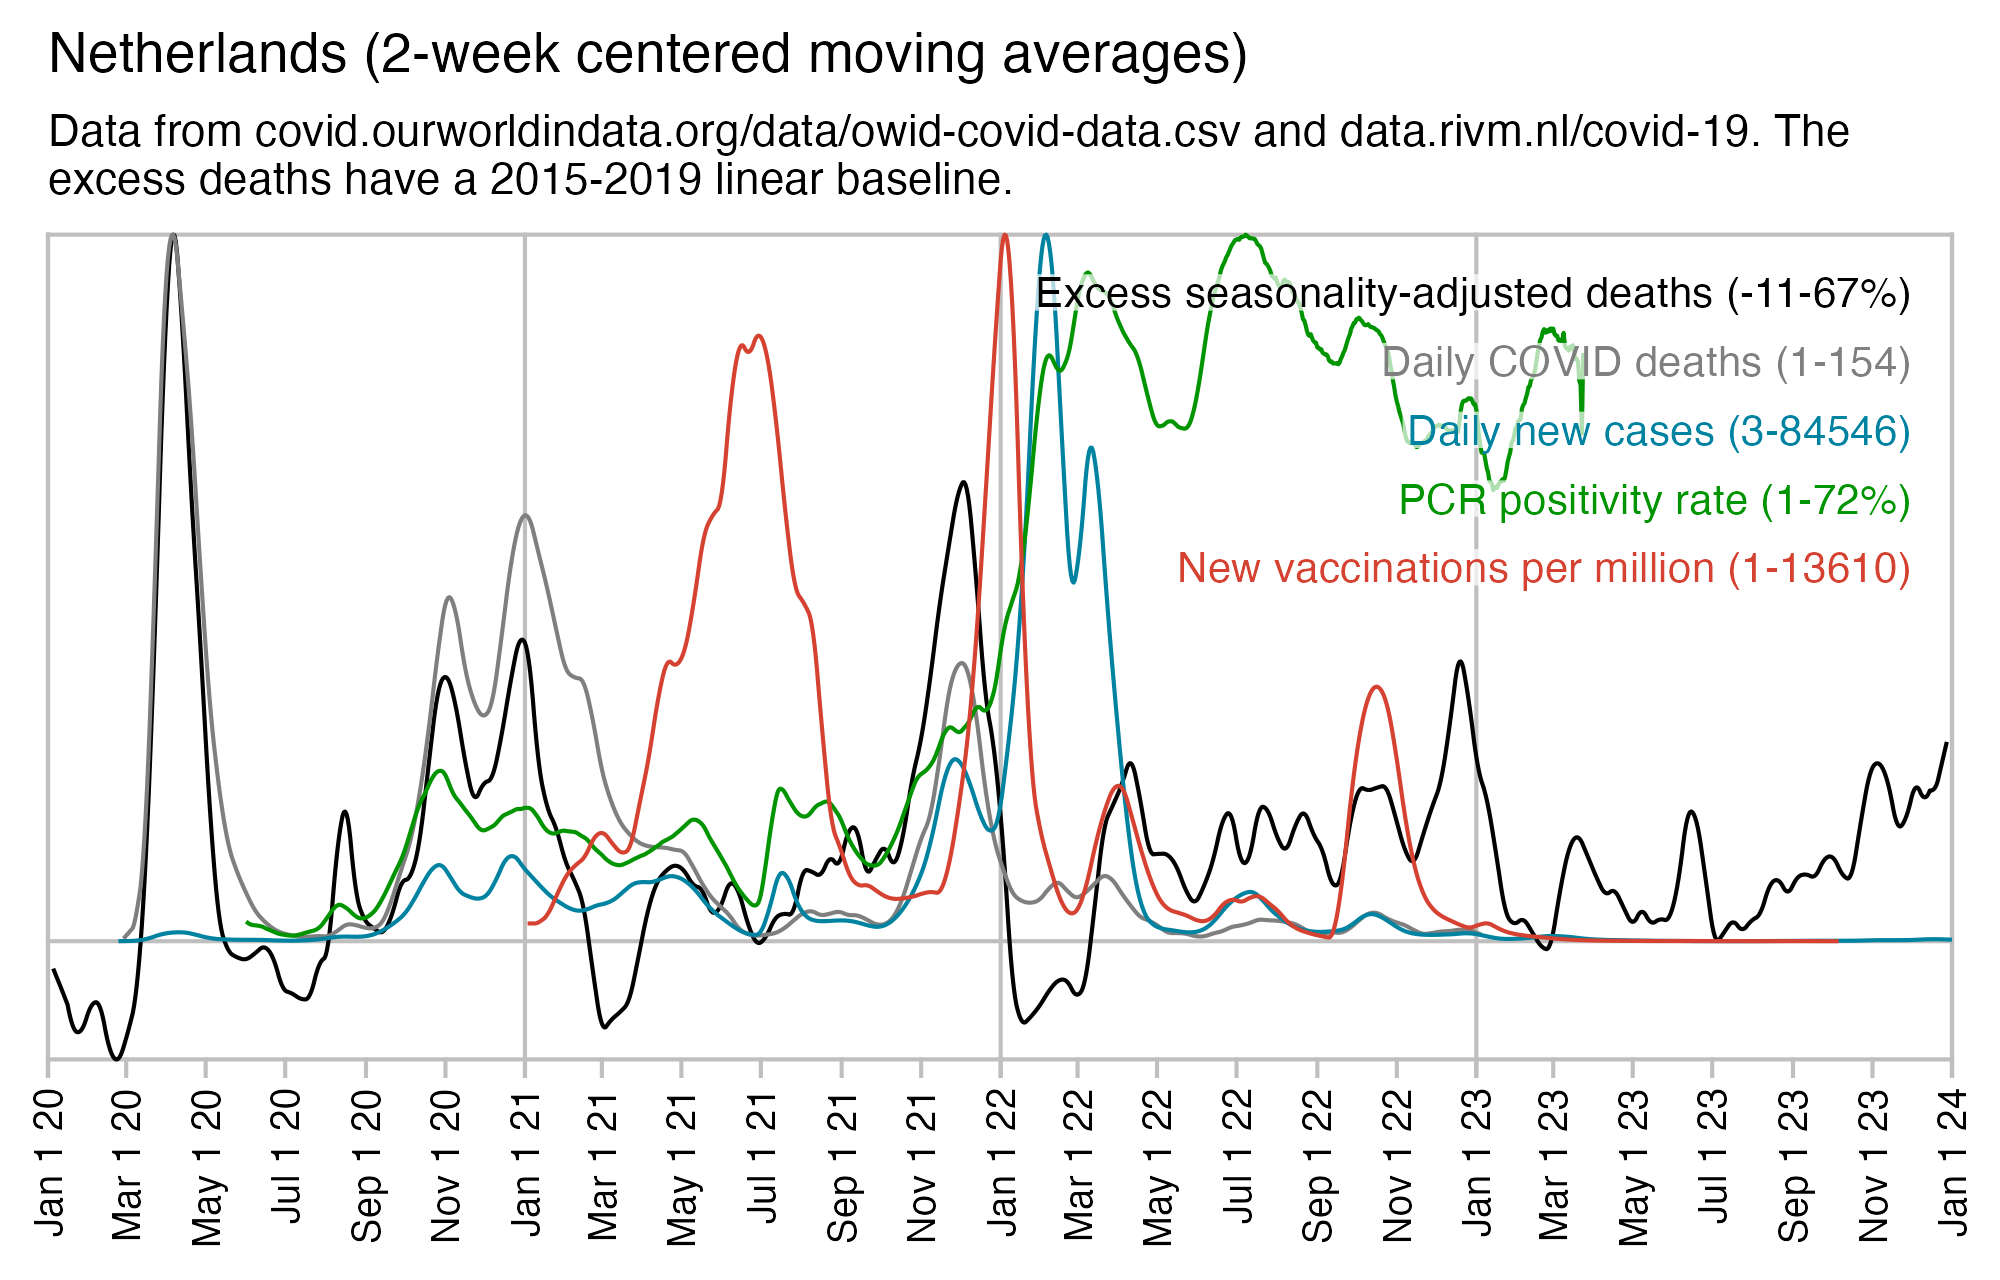 Netherlands (2-week centered moving averages)
Data from covid.ourworldindata.org/data/owid-covid-data.csv and data.rivm.nl/covid-19. The
excess deaths have a 2015-2019 linear baseline.
Excess seasonality-adjusted deaths (-11-67%)
Daily COVID deaths (1-154)
Daily new cases (3-84546)
PCR positivity rate (1-72%)
New vaccinations per million (1-13610)
Jan 1 20
Mar 1 20
May 1 20
Jul 1 20
Sep 1 20
Nov 1 20
Jan 1 21
Mar 1 21
May 1 21
Jul 1 21
Sep 1 21
Nov 1 21
Jan 1 22
Mar 1 22
May 1 22
Jul 1 22
Sep 1 22
Nov 1 22
Jan 1 23
Mar 1 23
May 1 23
Jul 1 23
Sep 1 23
Nov 1 23
Jan 1 24